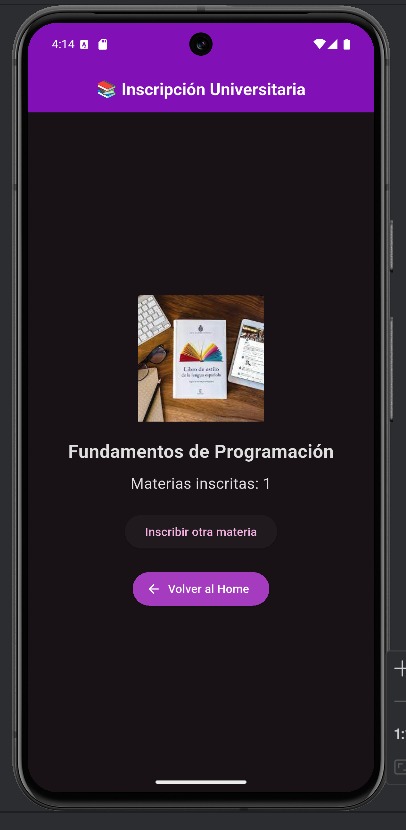 4:14
📚 Inscripción Universitaria
Libro de estilo
de la lengua española
Fundamentos de Programación
Materias inscritas: 1
Inscribir otra materia
← Volver al Home
1: